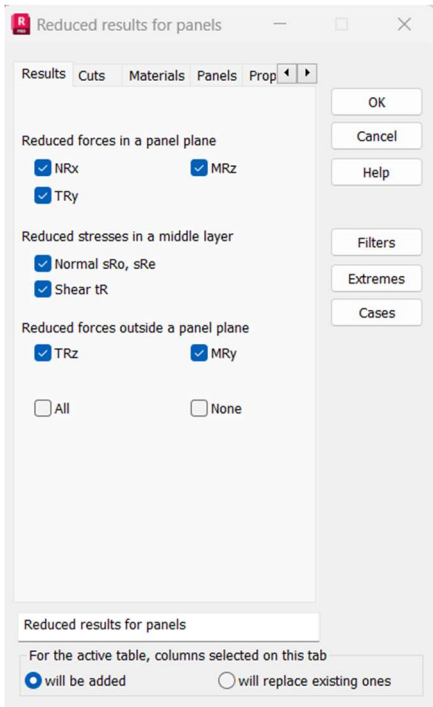 R
PRO
Reduced results for panels
Results Cuts Materials Panels Prop
OK
Cancel
Help
Reduced forces in a panel plane
NRx MRz
TRy
Reduced stresses in a middle layer
Normal sRo, sRe
Shear tR
Filters
Extremes
Cases
Reduced forces outside a panel plane
TRz MRy
All None
Reduced results for panels
For the active table, columns selected on this tab
will be added will replace existing ones